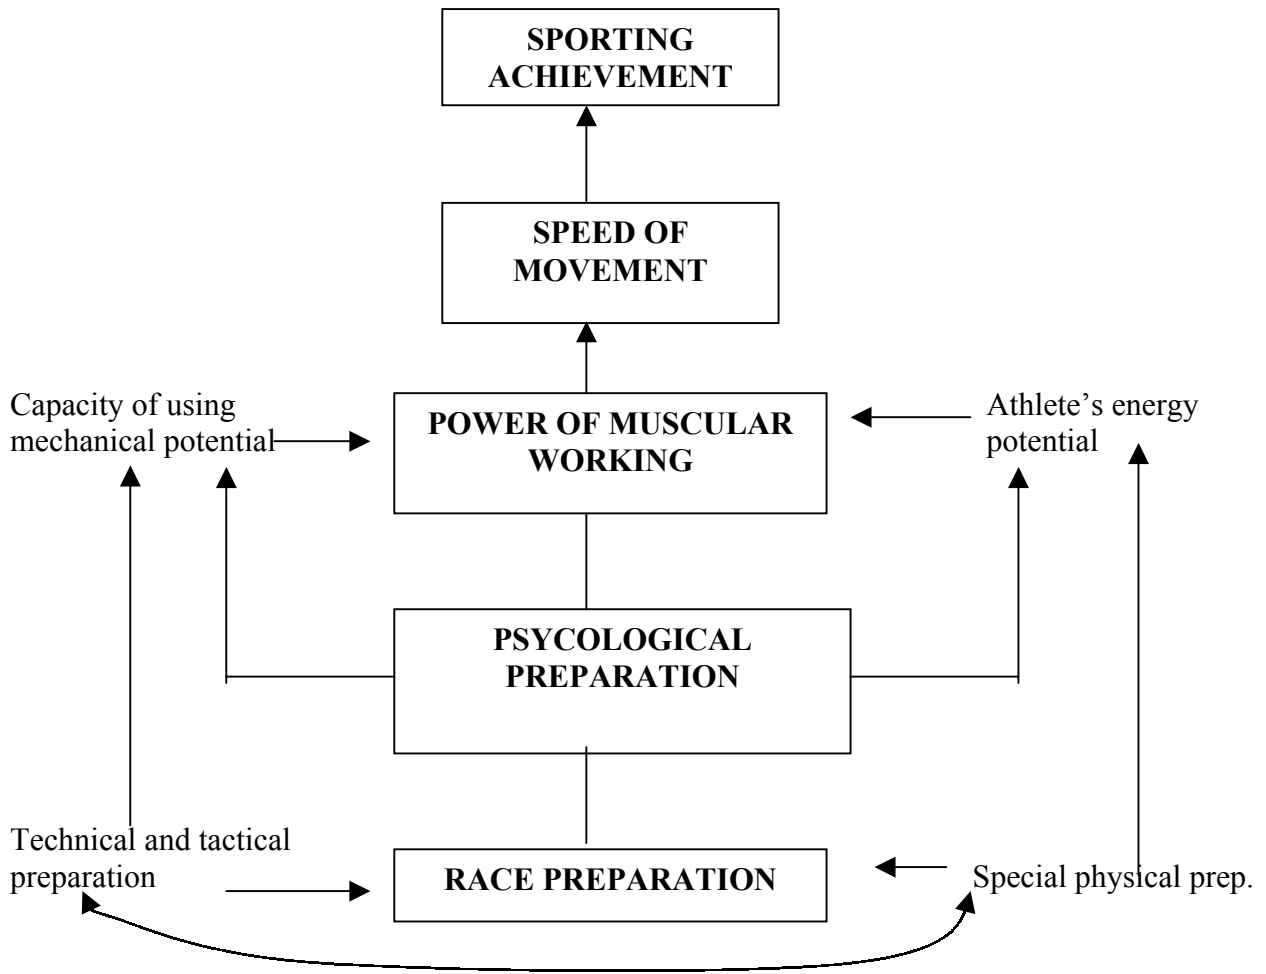 SPORTING
ACHIEVEMENT
SPEED OF
MOVEMENT
Capacity of using
mechanical potential
POWER OF MUSCULAR
WORKING
Athlete’s energy
potential
PSYCOLOGICAL
PREPARATION
Technical and tactical
preparation
RACE PREPARATION
Special physical prep.